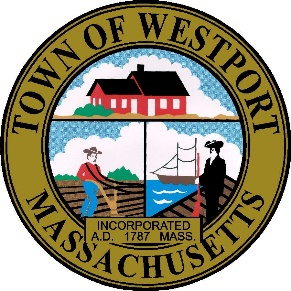 TOWN OF WESTPORT
INCORPORATED
A.D. 1787 MASS.
MASSACHUSETTS